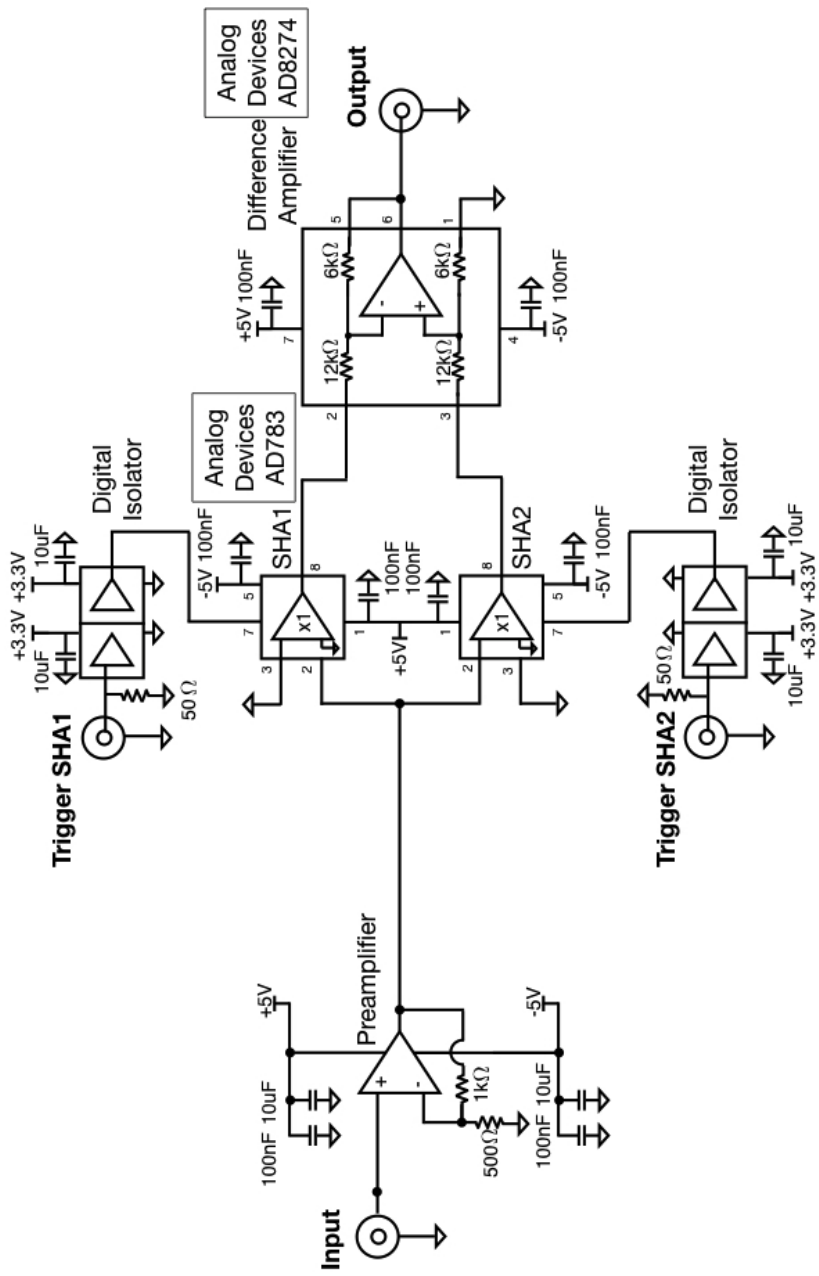 Input
100nF 10uF
+5V
Preamplifier
+
-
1kΩ
500Ω
100nF 10uF
-5V
Trigger SHA1
50 Ω
10uF
+3.3V +3.3V
10uF
Digital
Isolator
-5V 100nF
SHA1
3
2
7
5
8
1
x1
100nF
100nF
+5V
SHA2
2
3
1
8
7
5
x1
-5V 100nF
Trigger SHA2
50 Ω
10uF
+3.3V +3.3V
10uF
Digital
Isolator
Analog
Devices
AD783
+5V 100nF
7
2
12kΩ
6kΩ
5
-
+
6
3
12kΩ
6kΩ
1
4
-5V 100nF
Difference
Amplifier
Analog
Devices
AD8274
Output